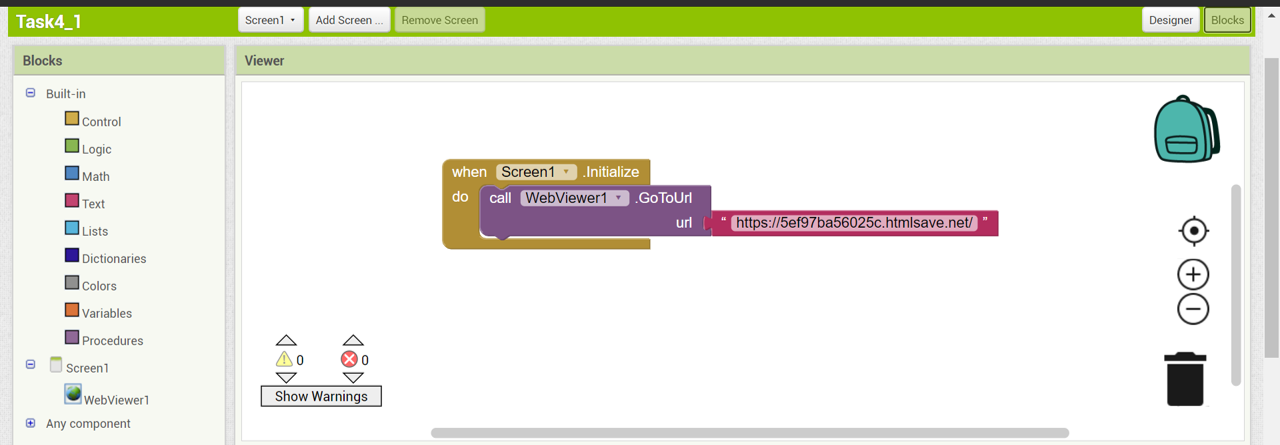 Task4_1
Screen1
Add Screen ...
Remove Screen
Designer
Blocks
Blocks
Viewer
Built-in
Control
Logic
Math
Text
Lists
Dictionaries
Colors
Variables
Procedures
Screen1
WebViewer1
Any component
when Screen1 .Initialize
do call WebViewer1 .GoToUrl
url “ https://5ef97ba56025c.htmlsave.net/ ”
0 0
Show Warnings